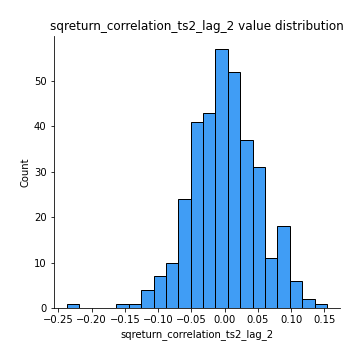 sqreturn_correlation_ts2_lag_2 value distribution
Count
50
40
30
20
10
0
−0.25 −0.20 −0.15 −0.10 −0.05 0.00 0.05 0.10 0.15
sqreturn_correlation_ts2_lag_2